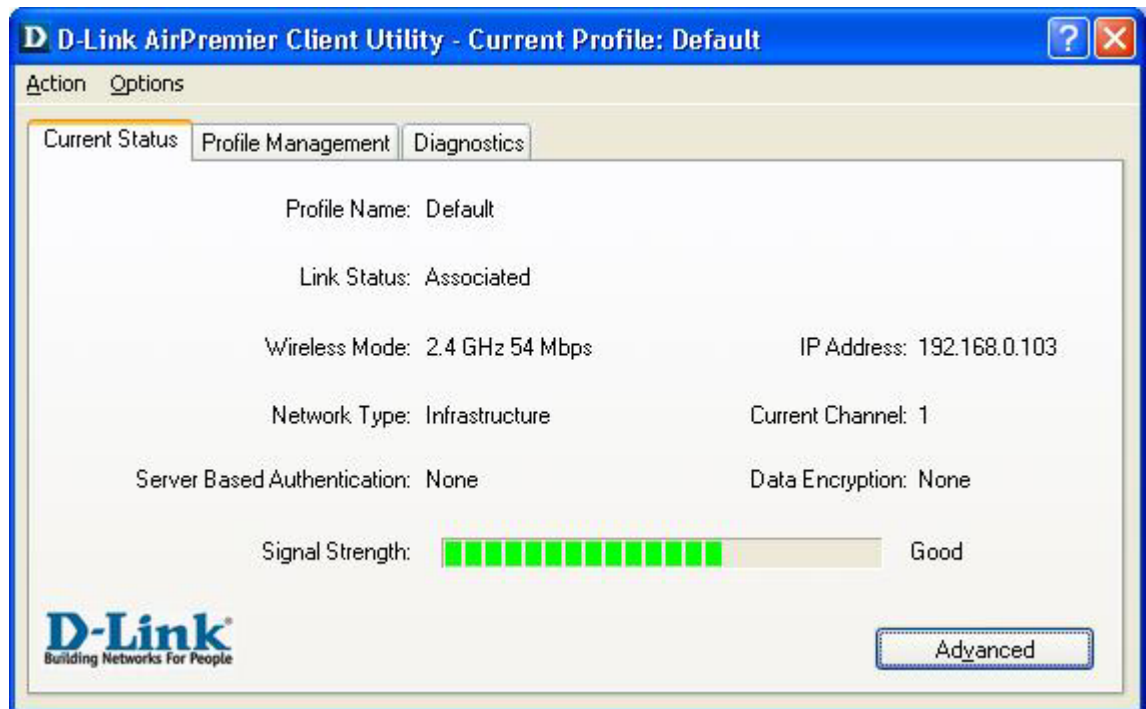 D D-Link AirPremier Client Utility - Current Profile: Default ?
Action Options
Current Status Profile Management Diagnostics
Profile Name: Default
Link Status: Associated
Wireless Mode: 2.4 GHz 54 Mbps IP Address: 192.168.0.103
Network Type: Infrastructure Current Channel: 1
Server Based Authentication: None Data Encryption: None
Signal Strength: Good
D-Link®
Building Networks For People
Advanced